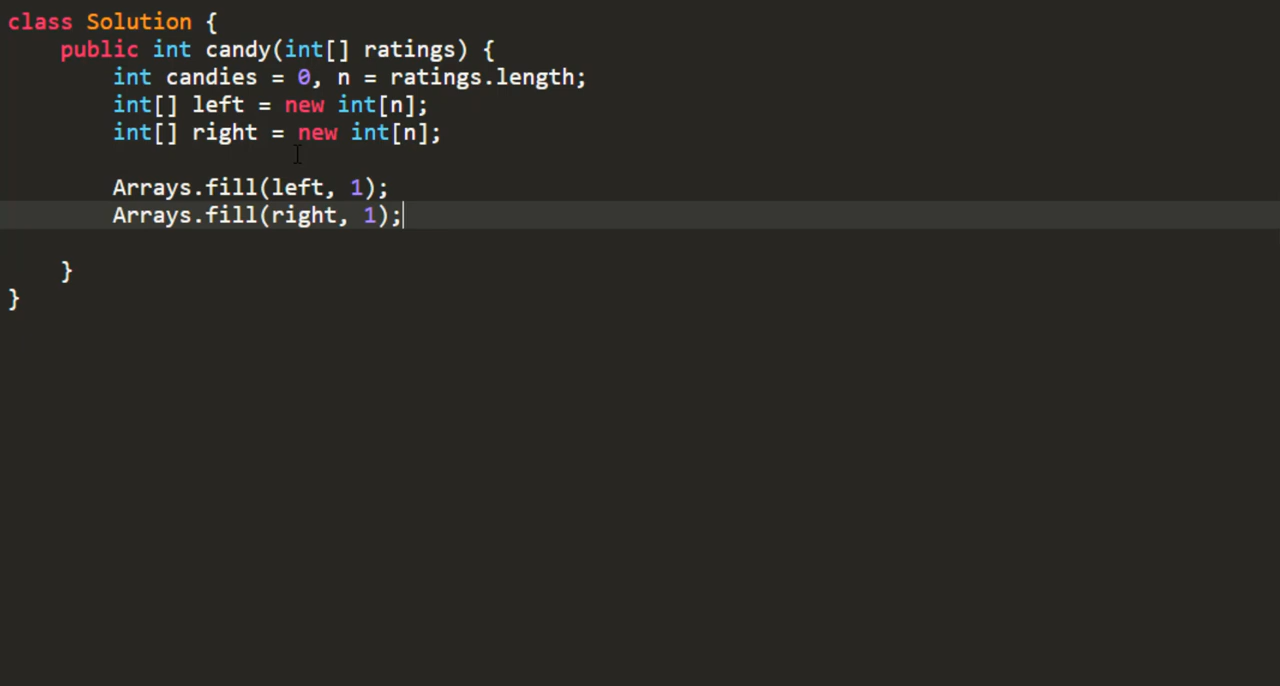 class Solution {
    public int candy(int[] ratings) {
        int candies = 0, n = ratings.length;
        int[] left = new int[n];
        int[] right = new int[n];

        Arrays.fill(left, 1);
        Arrays.fill(right, 1);

    }
}